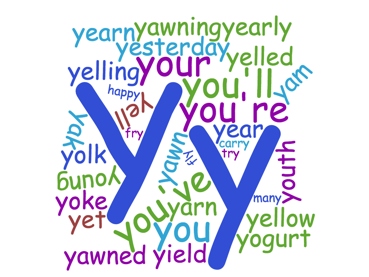 yearn yawning yearly
yesterday yelled
yelling your you'll yam
happy
yell you're
Yy
yak fry year
carry
yolk yawn fly try youth
young
yoke you've many
yet yarn yellow
you yogurt
yawned yield